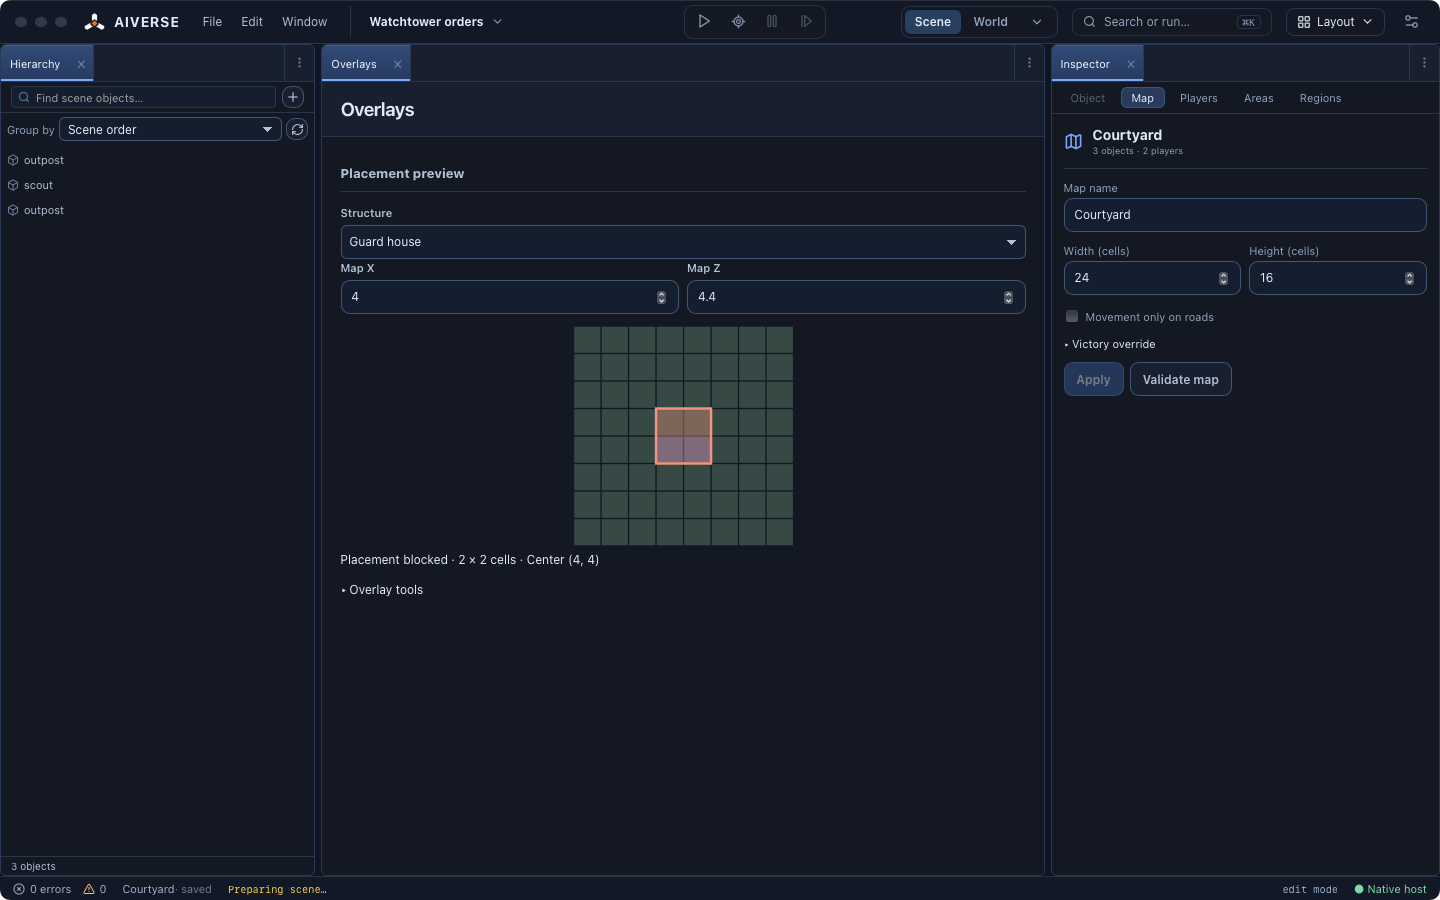 AIVERSE File Edit Window Watchtower orders Scene World Search or run... ⌘K Layout
Hierarchy
Find scene objects...
Group by Scene order
outpost
scout
outpost
3 objects
Overlays
Overlays
Placement preview
Structure
Guard house
Map X Map Z
4 4.4
Placement blocked · 2 × 2 cells · Center (4, 4)
Overlay tools
Inspector
Object Map Players Areas Regions
Courtyard
3 objects · 2 players
Map name
Courtyard
Width (cells) Height (cells)
24 16
Movement only on roads
Victory override
Apply Validate map
0 errors 0 Courtyard · saved Preparing scene… edit mode Native host